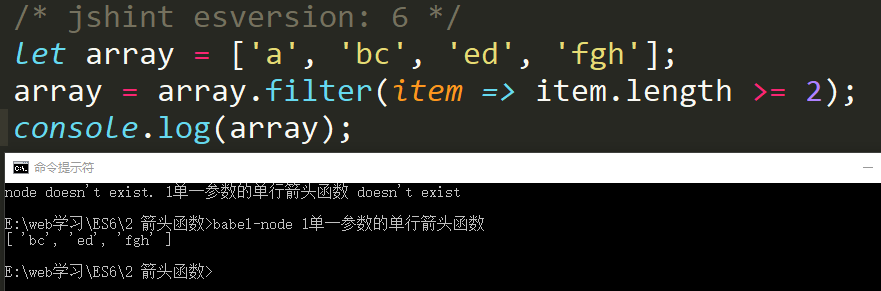 /* jshint esversion: 6 */
let array = ['a', 'bc', 'ed', 'fgh'];
array = array.filter(item => item.length >= 2);
console.log(array);
命令提示符
node doesn't exist. 1单一参数的单行箭头函数 doesn't exist
E:\web学习\ES6\2 箭头函数>babel-node 1单一参数的单行箭头函数
[ 'bc', 'ed', 'fgh' ]
E:\web学习\ES6\2 箭头函数>